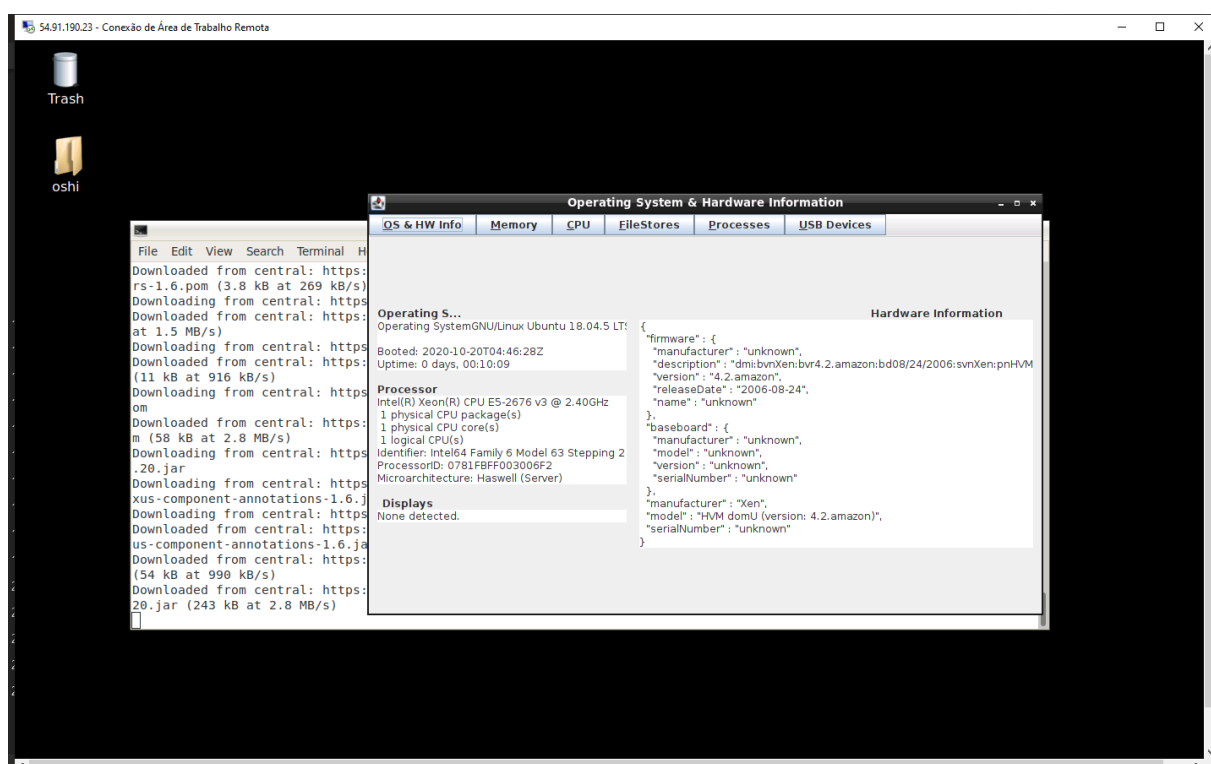 54.91.190.23 - Conexão de Área de Trabalho Remota
Trash
oshi
File Edit View Search Terminal H
Downloaded from central: https:
rs-1.6.pom (3.8 kB at 269 kB/s)
Downloading from central: https
Downloaded from central: https:
at 1.5 MB/s)
Downloading from central: https
Downloaded from central: https:
(11 kB at 916 kB/s)
Downloading from central: https
om
Downloaded from central: https:
m (58 kB at 2.8 MB/s)
Downloading from central: https
.20.jar
Downloading from central: https
xus-component-annotations-1.6.j
Downloading from central: https
Downloaded from central: https:
us-component-annotations-1.6.ja
Downloaded from central: https:
(54 kB at 990 kB/s)
Downloaded from central: https:
20.jar (243 kB at 2.8 MB/s)
Operating System & Hardware Information
OS & HW Info Memory CPU FileStores Processes USB Devices
Operating S...
Operating SystemGNU/Linux Ubuntu 18.04.5 LTS
Booted: 2020-10-20T04:46:28Z
Uptime: 0 days, 00:10:09
Processor
Intel(R) Xeon(R) CPU E5-2676 v3 @ 2.40GHz
1 physical CPU package(s)
1 physical CPU core(s)
1 logical CPU(s)
Identifier: Intel64 Family 6 Model 63 Stepping 2
ProcessorID: 0781FBFF003006F2
Microarchitecture: Haswell (Server)
Displays
None detected.
Hardware Information
{
"firmware" : {
"manufacturer" : "unknown",
"description" : "dmi:bvnXen:bvr4.2.amazon:bd08/24/2006:svnXen:pnHVM
"version" : "4.2.amazon",
"releaseDate" : "2006-08-24",
"name" : "unknown"
},
"baseboard" : {
"manufacturer" : "unknown",
"model" : "unknown",
"version" : "unknown",
"serialNumber" : "unknown"
},
"manufacturer" : "Xen",
"model" : "HVM domU (version: 4.2.amazon)",
"serialNumber" : "unknown"
}